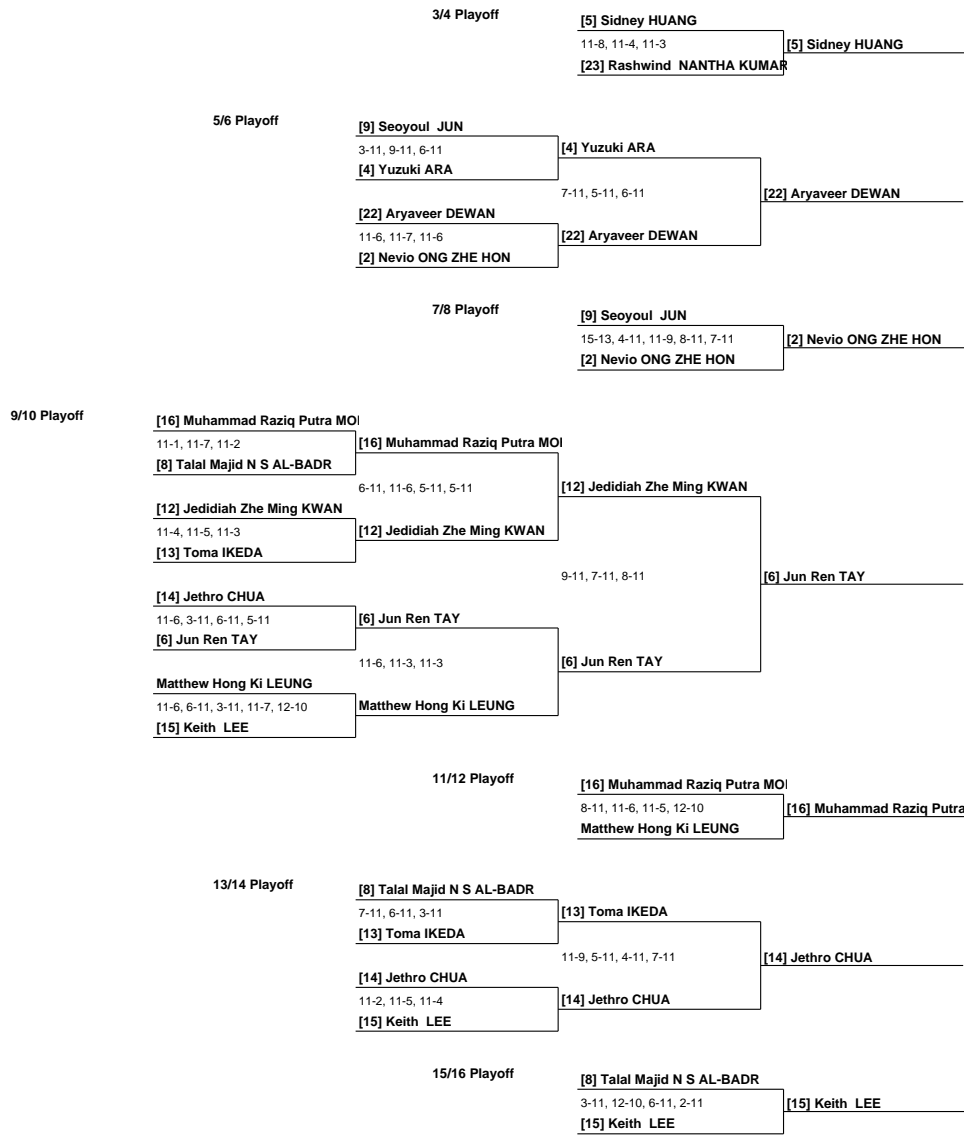 3/4 Playoff
[5] Sidney HUANG
11-8, 11-4, 11-3
[5] Sidney HUANG
[23] Rashwind NANTHA KUMAR
5/6 Playoff
[9] Seoyoul JUN
3-11, 9-11, 6-11
[4] Yuzuki ARA
[4] Yuzuki ARA
7-11, 5-11, 6-11
[22] Aryaveer DEWAN
[22] Aryaveer DEWAN
11-6, 11-7, 11-6
[22] Aryaveer DEWAN
[2] Nevio ONG ZHE HON
7/8 Playoff
[9] Seoyoul JUN
15-13, 4-11, 11-9, 8-11, 7-11
[2] Nevio ONG ZHE HON
[2] Nevio ONG ZHE HON
9/10 Playoff
[16] Muhammad Raziq Putra MO
11-1, 11-7, 11-2
[16] Muhammad Raziq Putra MO
[8] Talal Majid N S AL-BADR
6-11, 11-6, 5-11, 5-11
[12] Jedidiah Zhe Ming KWAN
[12] Jedidiah Zhe Ming KWAN
11-4, 11-5, 11-3
[12] Jedidiah Zhe Ming KWAN
[13] Toma IKEDA
9-11, 7-11, 8-11
[6] Jun Ren TAY
[14] Jethro CHUA
11-6, 3-11, 6-11, 5-11
[6] Jun Ren TAY
[6] Jun Ren TAY
11-6, 11-3, 11-3
[6] Jun Ren TAY
Matthew Hong Ki LEUNG
11-6, 6-11, 3-11, 11-7, 12-10
Matthew Hong Ki LEUNG
[15] Keith LEE
11/12 Playoff
[16] Muhammad Raziq Putra MO
8-11, 11-6, 11-5, 12-10
[16] Muhammad Raziq Putra
Matthew Hong Ki LEUNG
13/14 Playoff
[8] Talal Majid N S AL-BADR
7-11, 6-11, 3-11
[13] Toma IKEDA
[13] Toma IKEDA
11-9, 5-11, 4-11, 7-11
[14] Jethro CHUA
[14] Jethro CHUA
11-2, 11-5, 11-4
[14] Jethro CHUA
[15] Keith LEE
15/16 Playoff
[8] Talal Majid N S AL-BADR
3-11, 12-10, 6-11, 2-11
[15] Keith LEE
[15] Keith LEE